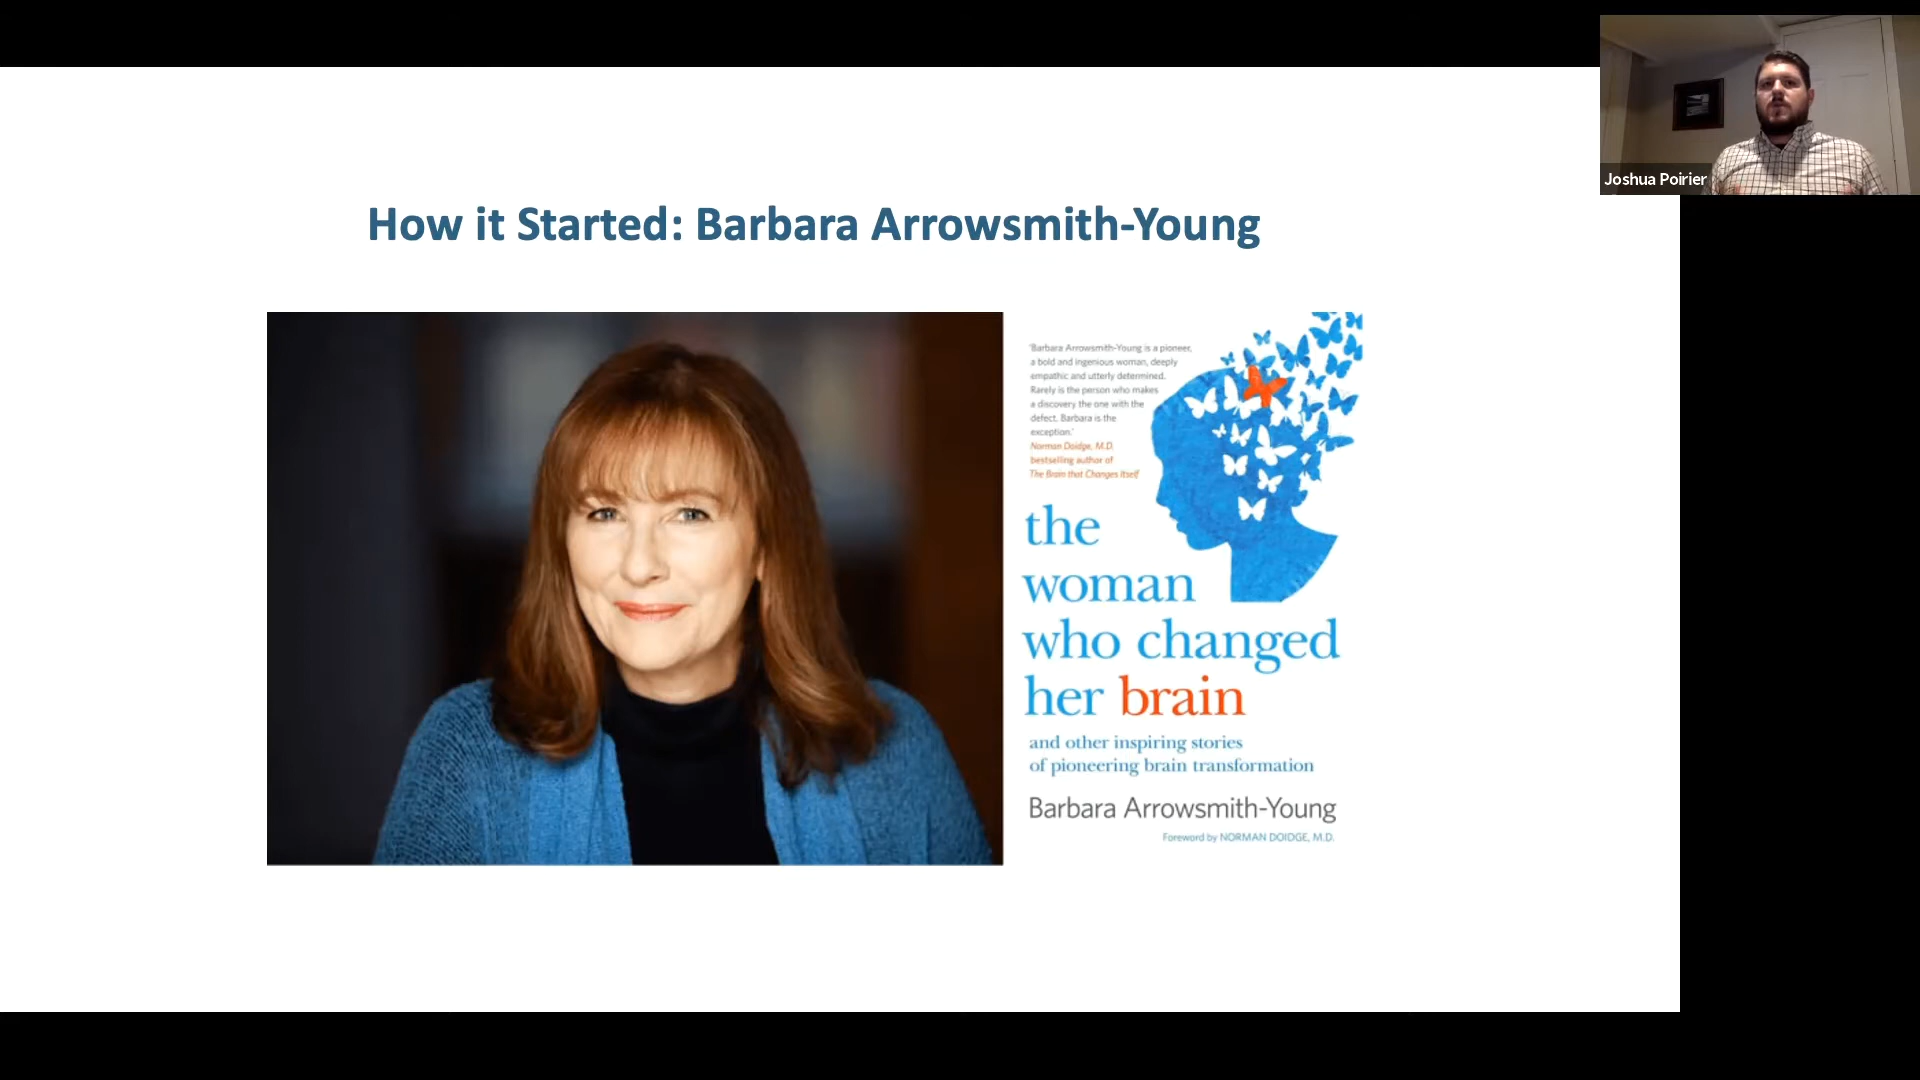 Joshua Poirier
How it Started: Barbara Arrowsmith-Young
'Barbara Arrowsmith-Young is a pioneer,
a bold and ingenious woman, deeply
empathic and utterly determined.
Rarely is the person who makes
a discovery the one with the
defect. Barbara is the
exception.'
Norman Doidge, M.D.
bestselling author of
The Brain that Changes Itself
the
woman
who changed
her brain
and other inspiring stories
of pioneering brain transformation
Barbara Arrowsmith-Young
Foreword by NORMAN DOIDGE, M.D.